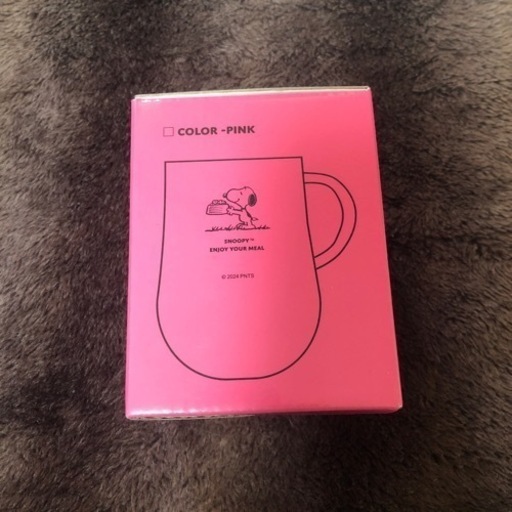 □ COLOR -PINK
SNOOPY™
ENJOY YOUR MEAL
© 2024 PNTS